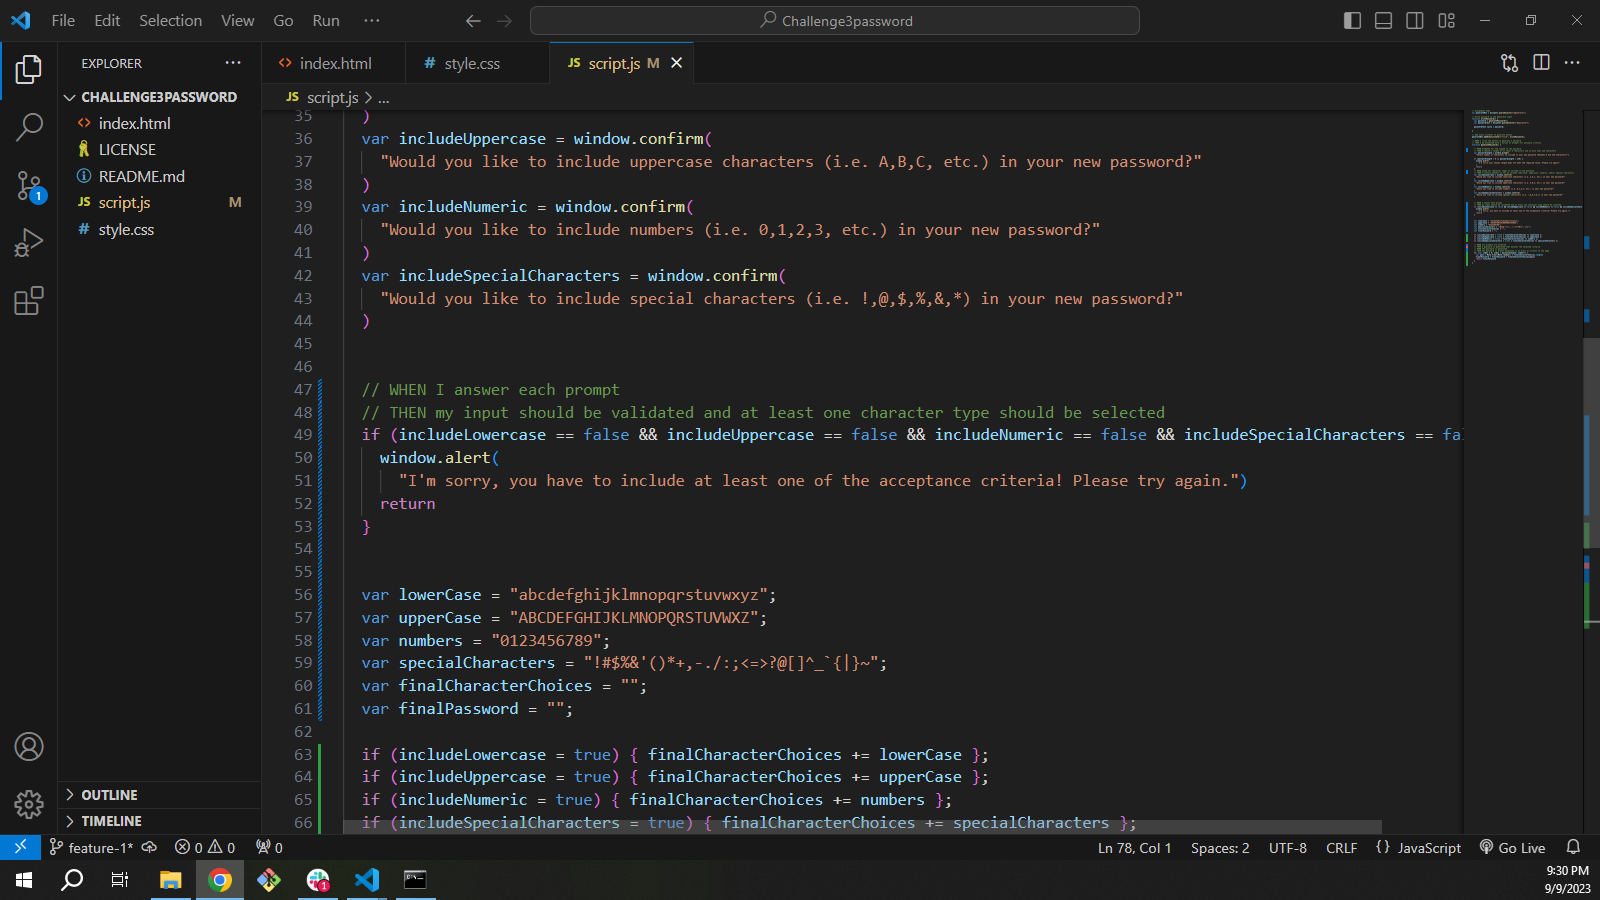 File Edit Selection View Go Run ···
Challenge3password
EXPLORER ···
index.html
style.css
script.js M
CHALLENGE3PASSWORD
index.html
LICENSE
README.md
script.js M
style.css
1
OUTLINE
TIMELINE
JS script.js > ...
35 )
36 var includeUppercase = window.confirm(
37 "Would you like to include uppercase characters (i.e. A,B,C, etc.) in your new password?"
38 )
39 var includeNumeric = window.confirm(
40 "Would you like to include numbers (i.e. 0,1,2,3, etc.) in your new password?"
41 )
42 var includeSpecialCharacters = window.confirm(
43 "Would you like to include special characters (i.e. !,@,$,%,&,*) in your new password?"
44 )
45
46
47 // WHEN I answer each prompt
48 // THEN my input should be validated and at least one character type should be selected
49 if (includeLowercase == false && includeUppercase == false && includeNumeric == false && includeSpecialCharacters == fal
50 window.alert(
51 "I'm sorry, you have to include at least one of the acceptance criteria! Please try again.")
52 return
53 }
54
55
56 var lowerCase = "abcdefghijklmnopqrstuvwxyz";
57 var upperCase = "ABCDEFGHIJKLMNOPQRSTUVWXZ";
58 var numbers = "0123456789";
59 var specialCharacters = "!#$%&'()*+,-./:;<=>?@[]^_`{|}~";
60 var finalCharacterChoices = "";
61 var finalPassword = "";
62
63 if (includeLowercase = true) { finalCharacterChoices += lowerCase };
64 if (includeUppercase = true) { finalCharacterChoices += upperCase };
65 if (includeNumeric = true) { finalCharacterChoices += numbers };
66 if (includeSpecialCharacters = true) { finalCharacterChoices += specialCharacters };
feature-1* 0 0 0 Ln 78, Col 1 Spaces: 2 UTF-8 CRLF {} JavaScript Go Live
1
9:30 PM
9/9/2023